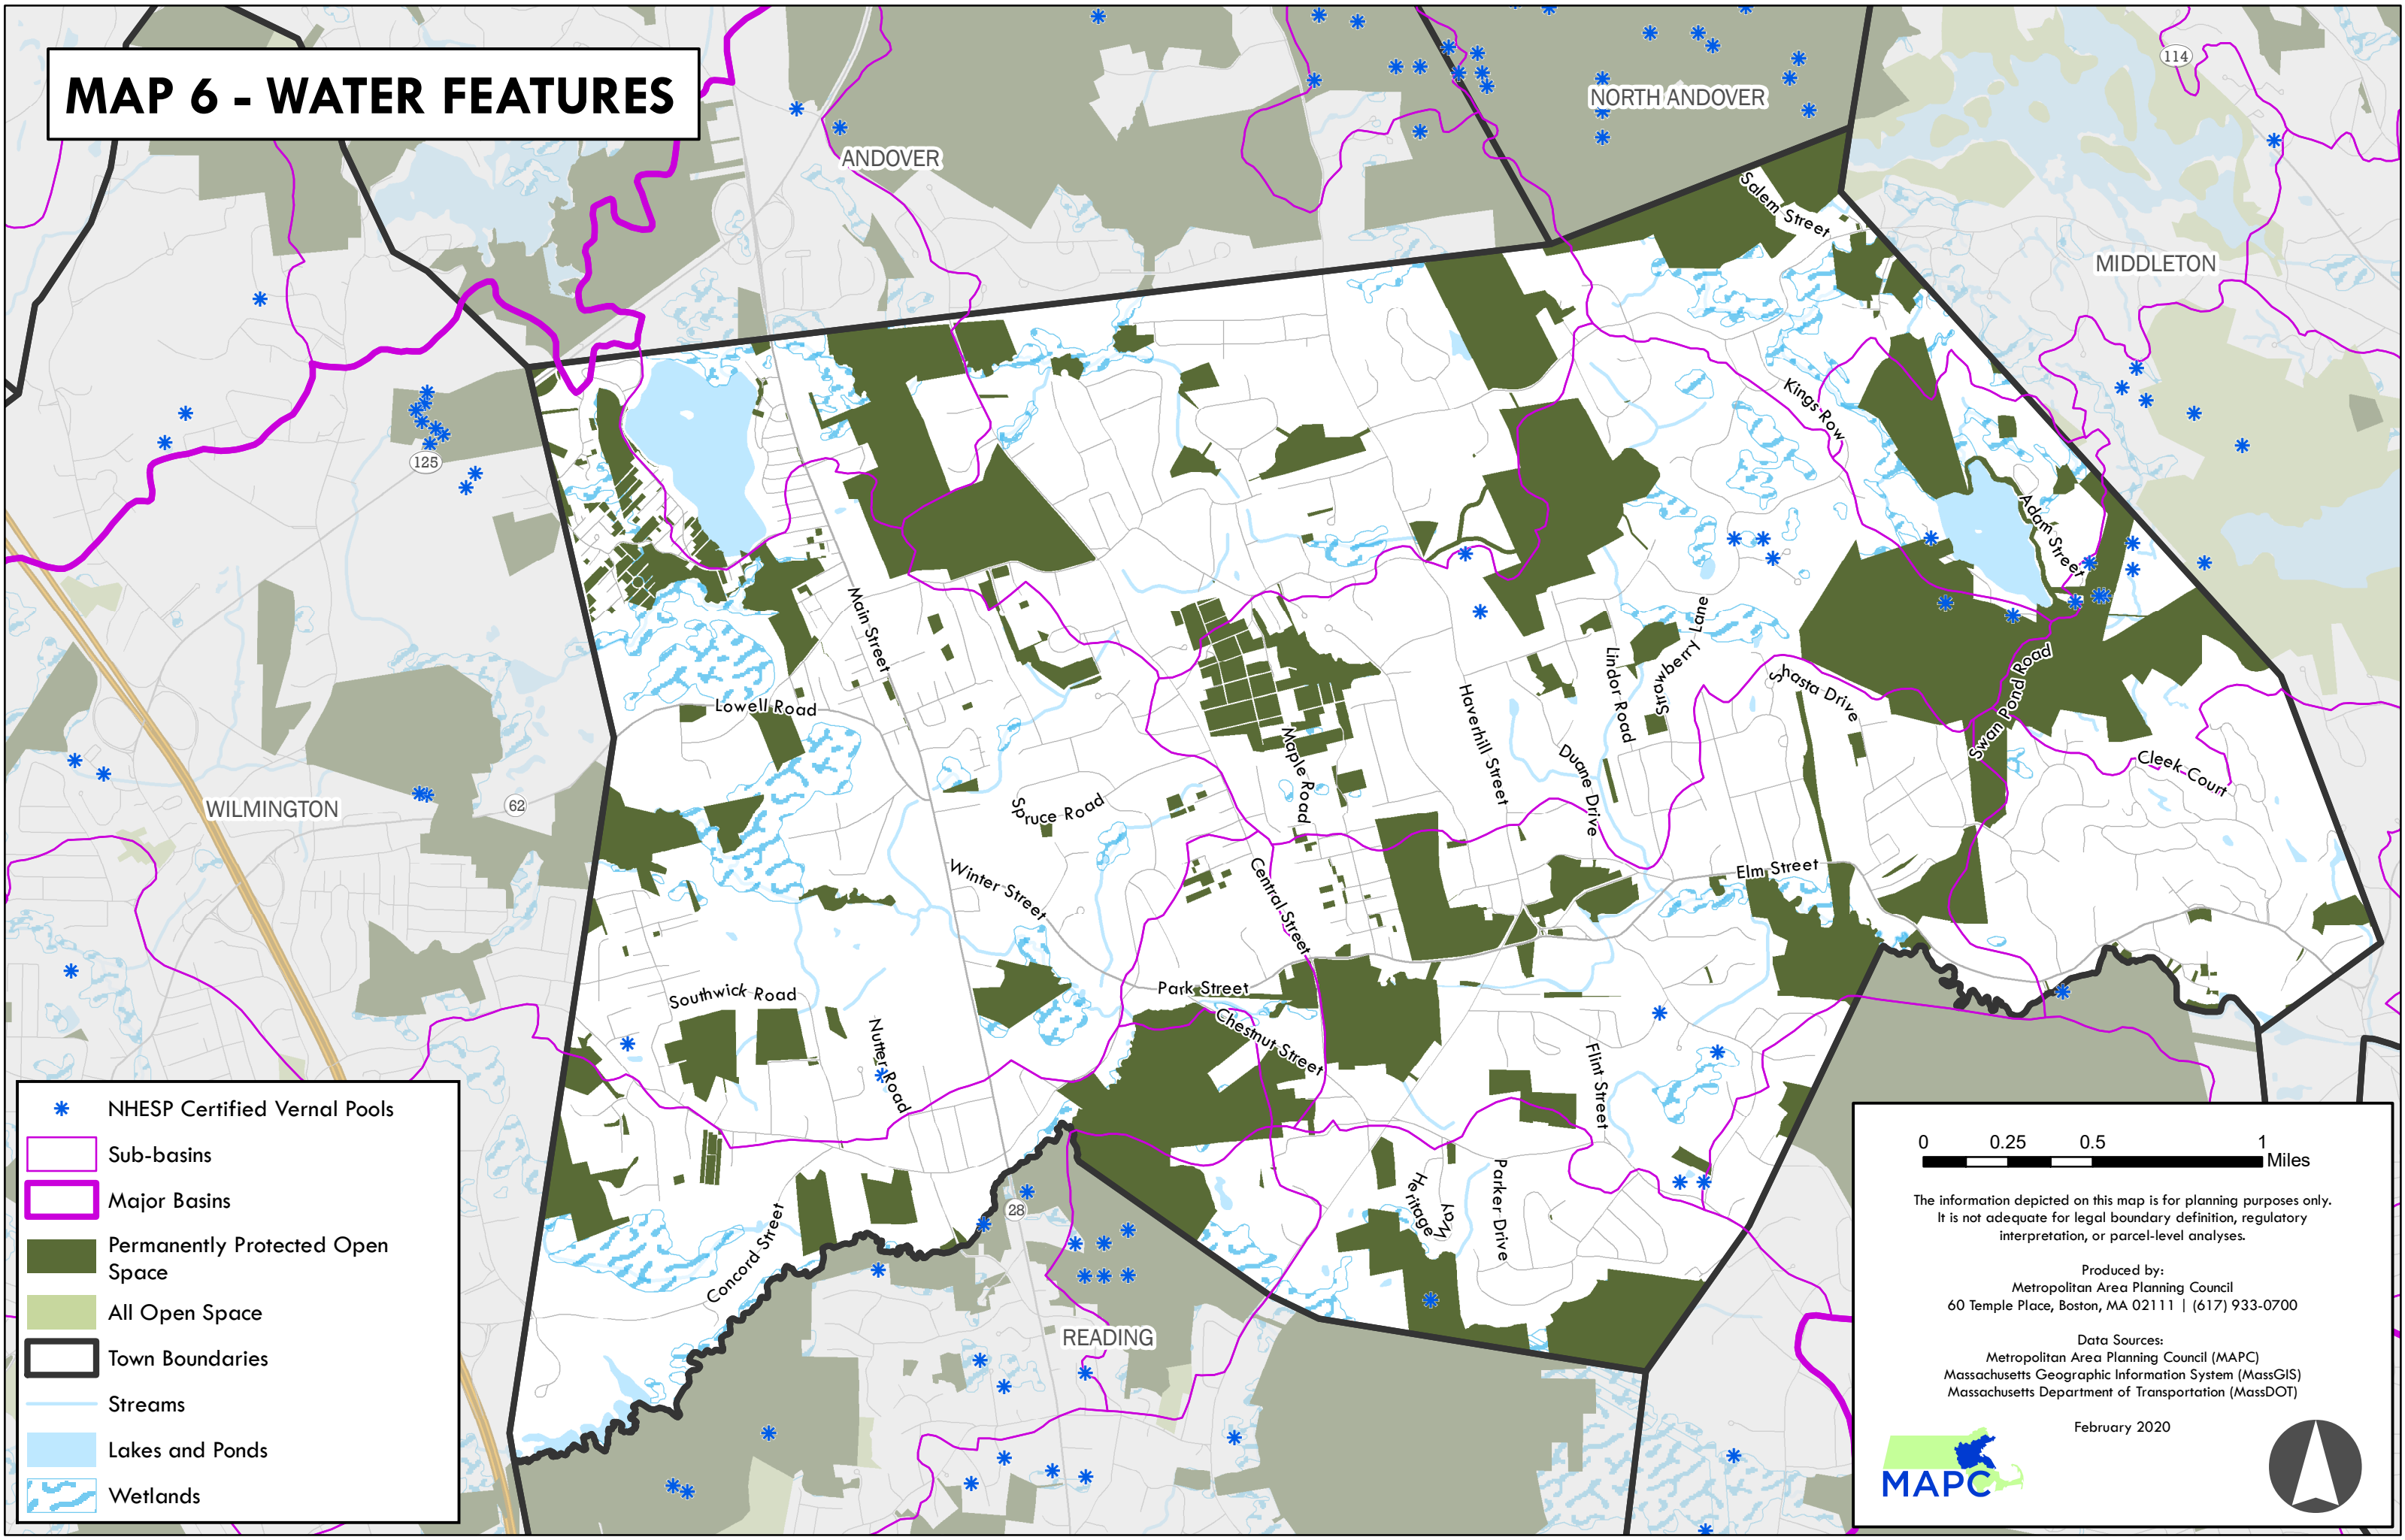 MAP 6 - WATER FEATURES
114
ANDOVER
NORTH ANDOVER
MIDDLETON
Salem Street
Kings Row
125
Adam Street
Main Street
Lowell Road
Strawberry Lane
Lindor Road
Shasta Drive
Swan Pond Road
Haverhill Street
Maple Road
Duane Drive
Cleek Court
WILMINGTON
62
Spruce Road
Winter Street
Central Street
Elm Street
Southwick Road
Park Street
Chestnut Street
Nutter Road
Flint Street
Heritage Way
Parker Drive
Concord Street
28
READING
NHESP Certified Vernal Pools
Sub-basins
Major Basins
Permanently Protected Open
Space
All Open Space
Town Boundaries
Streams
Lakes and Ponds
Wetlands
0 0.25 0.5 1
Miles
The information depicted on this map is for planning purposes only.
It is not adequate for legal boundary definition, regulatory
interpretation, or parcel-level analyses.
Produced by:
Metropolitan Area Planning Council
60 Temple Place, Boston, MA 02111 | (617) 933-0700
Data Sources:
Metropolitan Area Planning Council (MAPC)
Massachusetts Geographic Information System (MassGIS)
Massachusetts Department of Transportation (MassDOT)
February 2020
MAPC